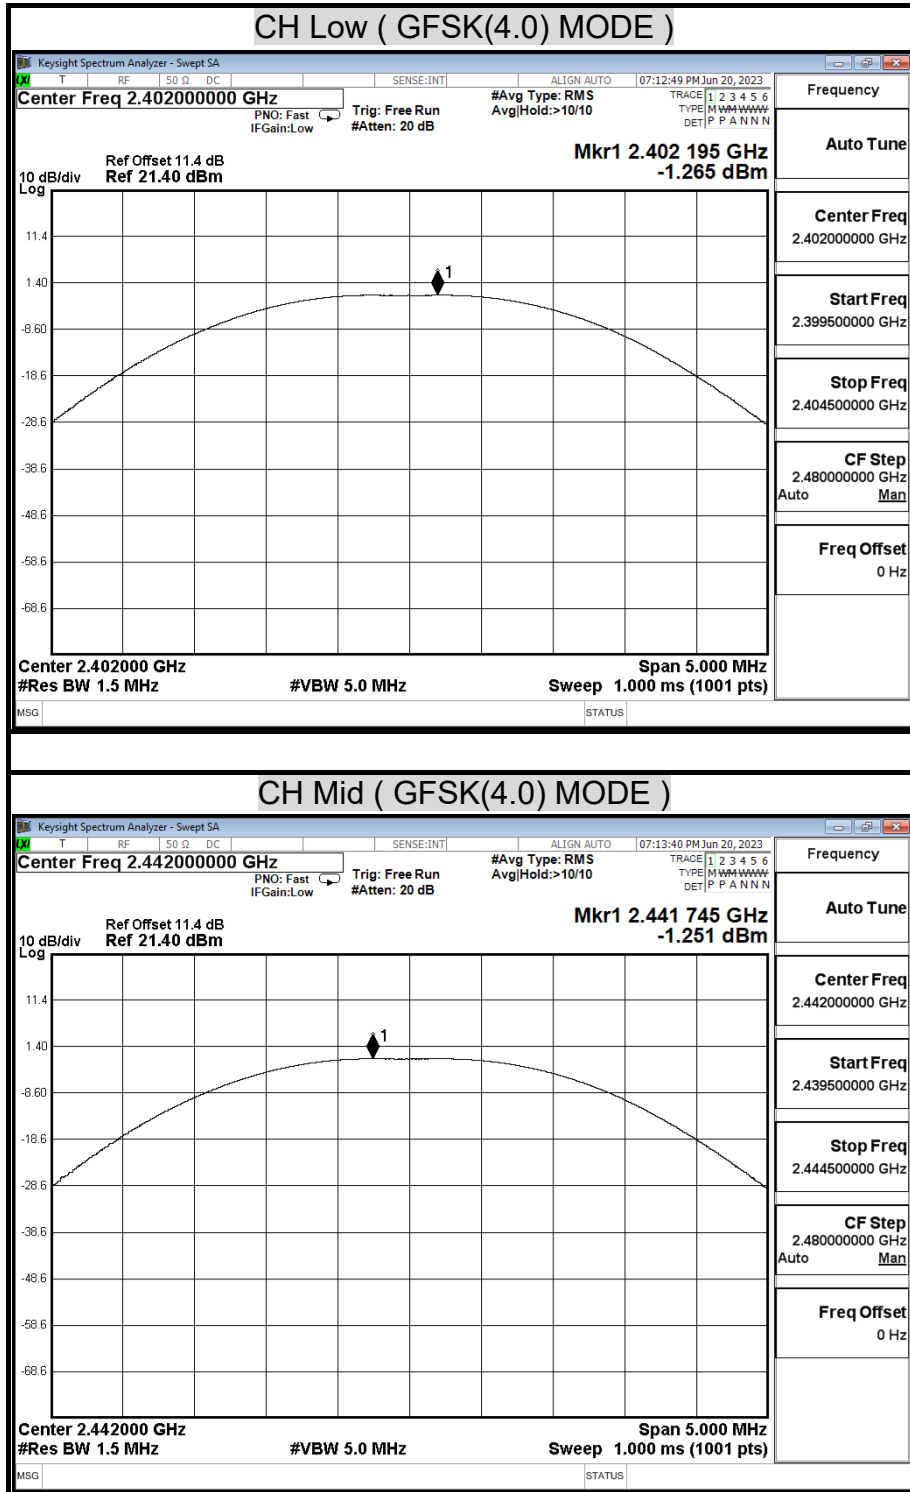 CH Low ( GFSK(4.0) MODE )
Keysight Spectrum Analyzer - Swept SA
LXI T RF 50 Ω DC SENSE:INT ALIGN AUTO 07:12:49 PM Jun 20, 2023
Center Freq 2.402000000 GHz
PNO: Fast
IFGain:Low
Trig: Free Run
#Atten: 20 dB
#Avg Type: RMS
Avg|Hold:>10/10
TRACE 1 2 3 4 5 6
TYPE M WM WWWW
DET P P A N N N
Ref Offset 11.4 dB
Ref 21.40 dBm
10 dB/div
Log
Mkr1 2.402 195 GHz
-1.265 dBm
1
11.4
1.40
-8.60
-18.6
-28.6
-38.6
-48.6
-58.6
-68.6
Center 2.402000 GHz
Span 5.000 MHz
#Res BW 1.5 MHz
#VBW 5.0 MHz
Sweep 1.000 ms (1001 pts)
MSG
STATUS
Frequency
Auto Tune
Center Freq
2.402000000 GHz
Start Freq
2.399500000 GHz
Stop Freq
2.404500000 GHz
CF Step
2.480000000 GHz
Auto Man
Freq Offset
0 Hz
CH Mid ( GFSK(4.0) MODE )
Keysight Spectrum Analyzer - Swept SA
LXI T RF 50 Ω DC SENSE:INT ALIGN AUTO 07:13:40 PM Jun 20, 2023
Center Freq 2.442000000 GHz
PNO: Fast
IFGain:Low
Trig: Free Run
#Atten: 20 dB
#Avg Type: RMS
Avg|Hold:>10/10
TRACE 1 2 3 4 5 6
TYPE M WM WWWW
DET P P A N N N
Ref Offset 11.4 dB
Ref 21.40 dBm
10 dB/div
Log
Mkr1 2.441 745 GHz
-1.251 dBm
1
11.4
1.40
-8.60
-18.6
-28.6
-38.6
-48.6
-58.6
-68.6
Center 2.442000 GHz
Span 5.000 MHz
#Res BW 1.5 MHz
#VBW 5.0 MHz
Sweep 1.000 ms (1001 pts)
MSG
STATUS
Frequency
Auto Tune
Center Freq
2.442000000 GHz
Start Freq
2.439500000 GHz
Stop Freq
2.444500000 GHz
CF Step
2.480000000 GHz
Auto Man
Freq Offset
0 Hz